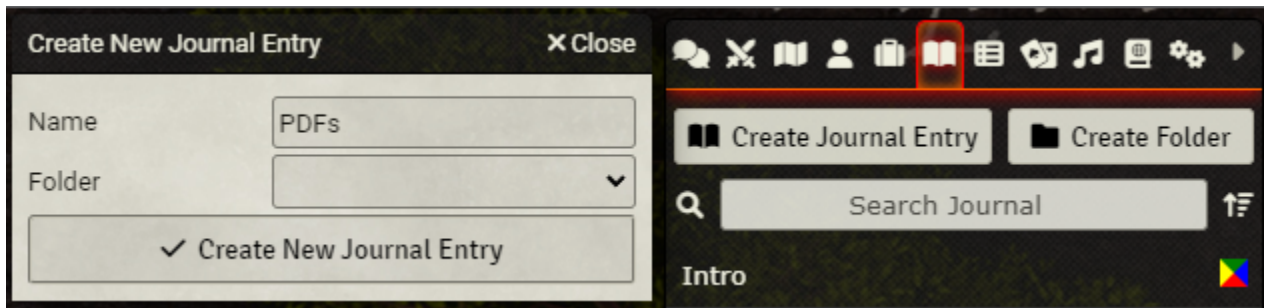 Create New Journal Entry
Close
Name
PDFs
Folder
Create New Journal Entry
Create Journal Entry
Create Folder
Search Journal
Intro